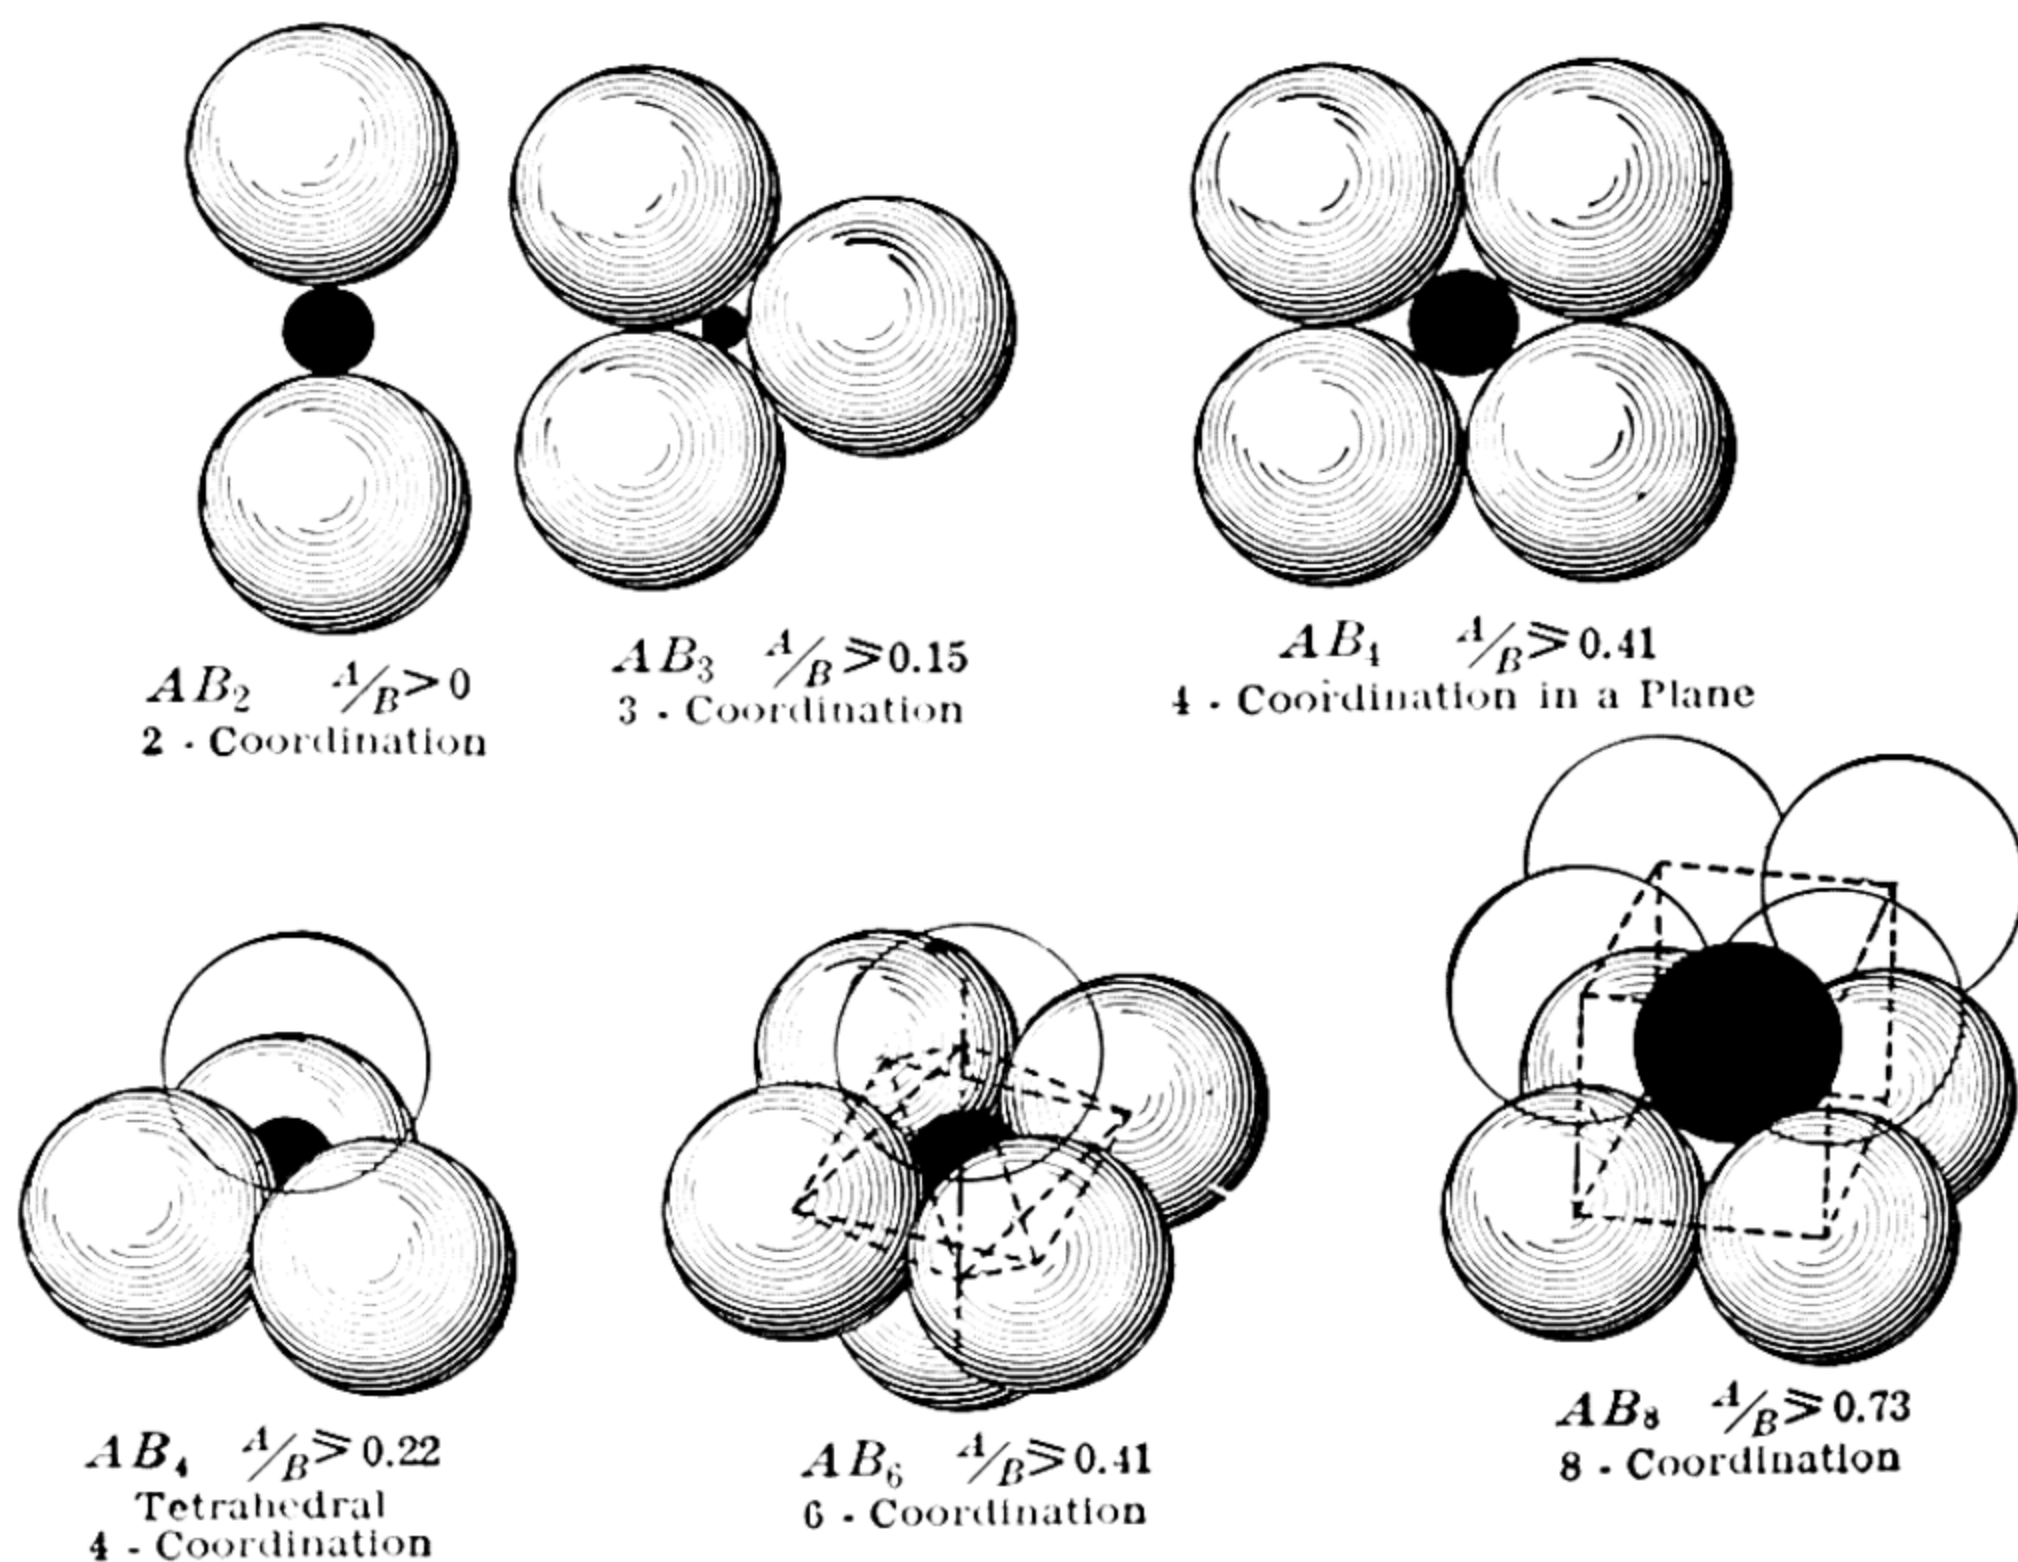 AB₂ A/B > 0
2 - Coordination
AB₃ A/B ⩾ 0.15
3 - Coordination
AB₄ A/B ⩾ 0.41
4 - Coordination in a Plane
AB₄ A/B ⩾ 0.22
Tetrahedral
4 - Coordination
AB₆ A/B ⩾ 0.41
6 - Coordination
AB₈ A/B ⩾ 0.73
8 - Coordination